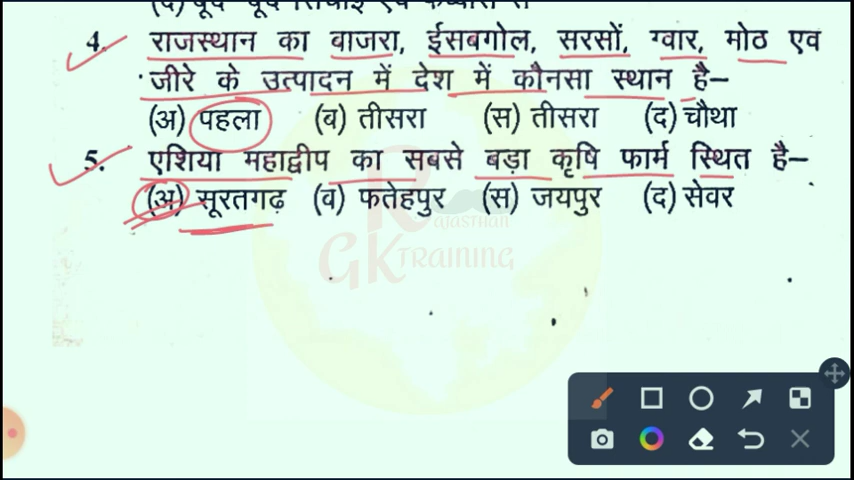 4. राजस्थान का बाजरा, ईसबगोल, सरसों, ग्वार, मोठ एव
जीरे के उत्पादन में देश में कौनसा स्थान है–
(अ) पहला (ब) तीसरा (स) तीसरा (द) चौथा
5. एशिया महाद्वीप का सबसे बड़ा कृषि फार्म स्थित है–
(अ) सूरतगढ़ (व) फतेहपुर (स) जयपुर (द) सेवर
RAJASTHAN
GK TRAINING